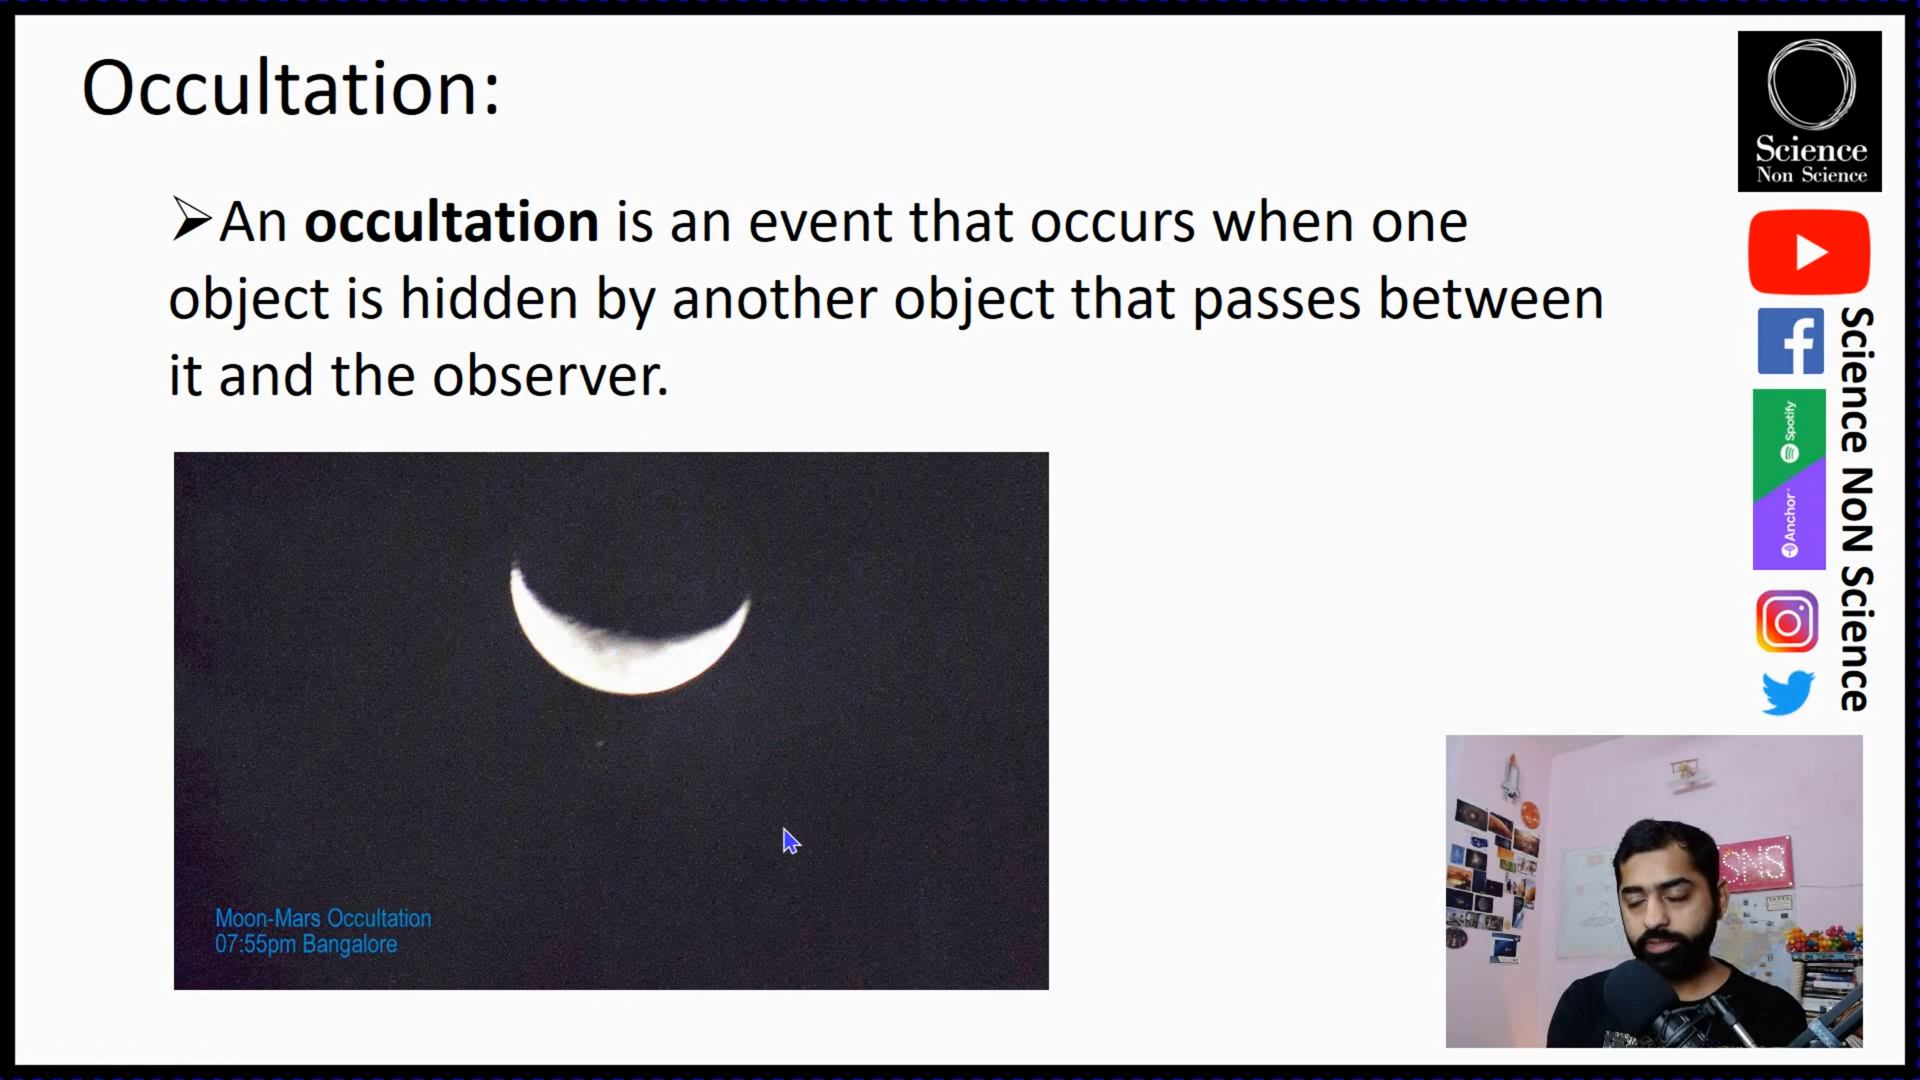 Occultation:
➢An occultation is an event that occurs when one
object is hidden by another object that passes between
it and the observer.
Moon-Mars Occultation
07:55pm Bangalore
Science
Non Science
Spotify
Anchor
Science NoN Science
SNS